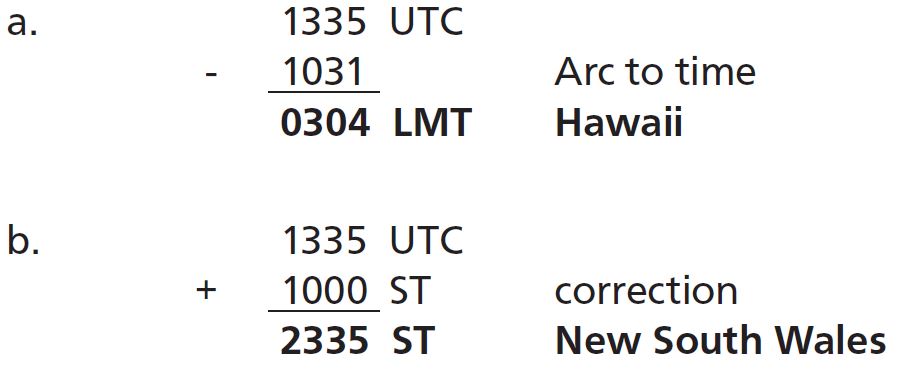 a. 1335 UTC
- 1031 Arc to time
0304 LMT Hawaii
b. 1335 UTC
+ 1000 ST correction
2335 ST New South Wales